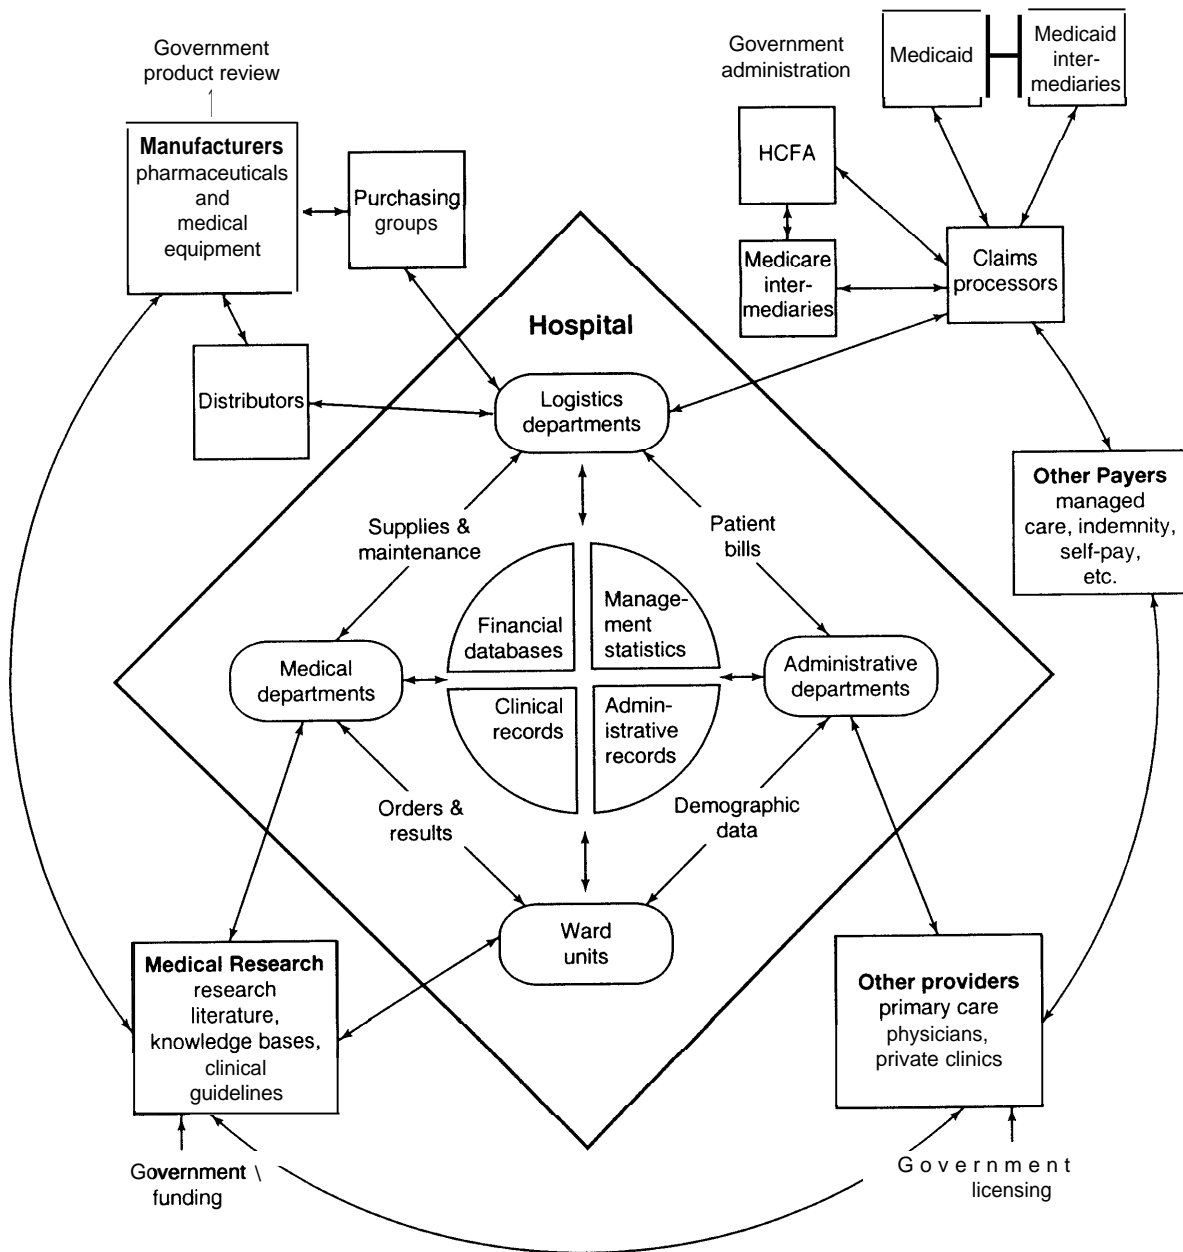 Government
product review
Manufacturers
pharmaceuticals
and
medical
equipment
Purchasing
groups
Distributors
Government
administration
Medicaid
Medicaid
inter-
mediaries
HCFA
Medicare
inter-
mediaries
Claims
processors
Other Payers
managed
care, indemnity,
self-pay,
etc.
Hospital
Logistics
departments
Supplies &
maintenance
Patient
bills
Financial
databases
Manage-
ment
statistics
Medical
departments
Administrative
departments
Clinical
records
Admin-
istrative
records
Orders &
results
Demographic
data
Ward
units
Medical Research
research
literature,
knowledge bases,
clinical
guidelines
Other providers
primary care
physicians,
private clinics
Government
funding
Government
licensing